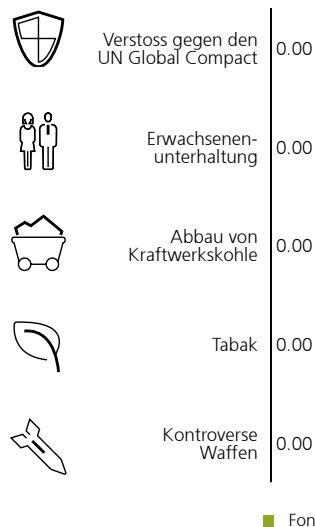 Verstoss gegen den
UN Global Compact
0.00
Erwachsenen-
unterhaltung
0.00
Abbau von
Kraftwerkskohle
0.00
Tabak
0.00
Kontroverse
Waffen
0.00
Fon